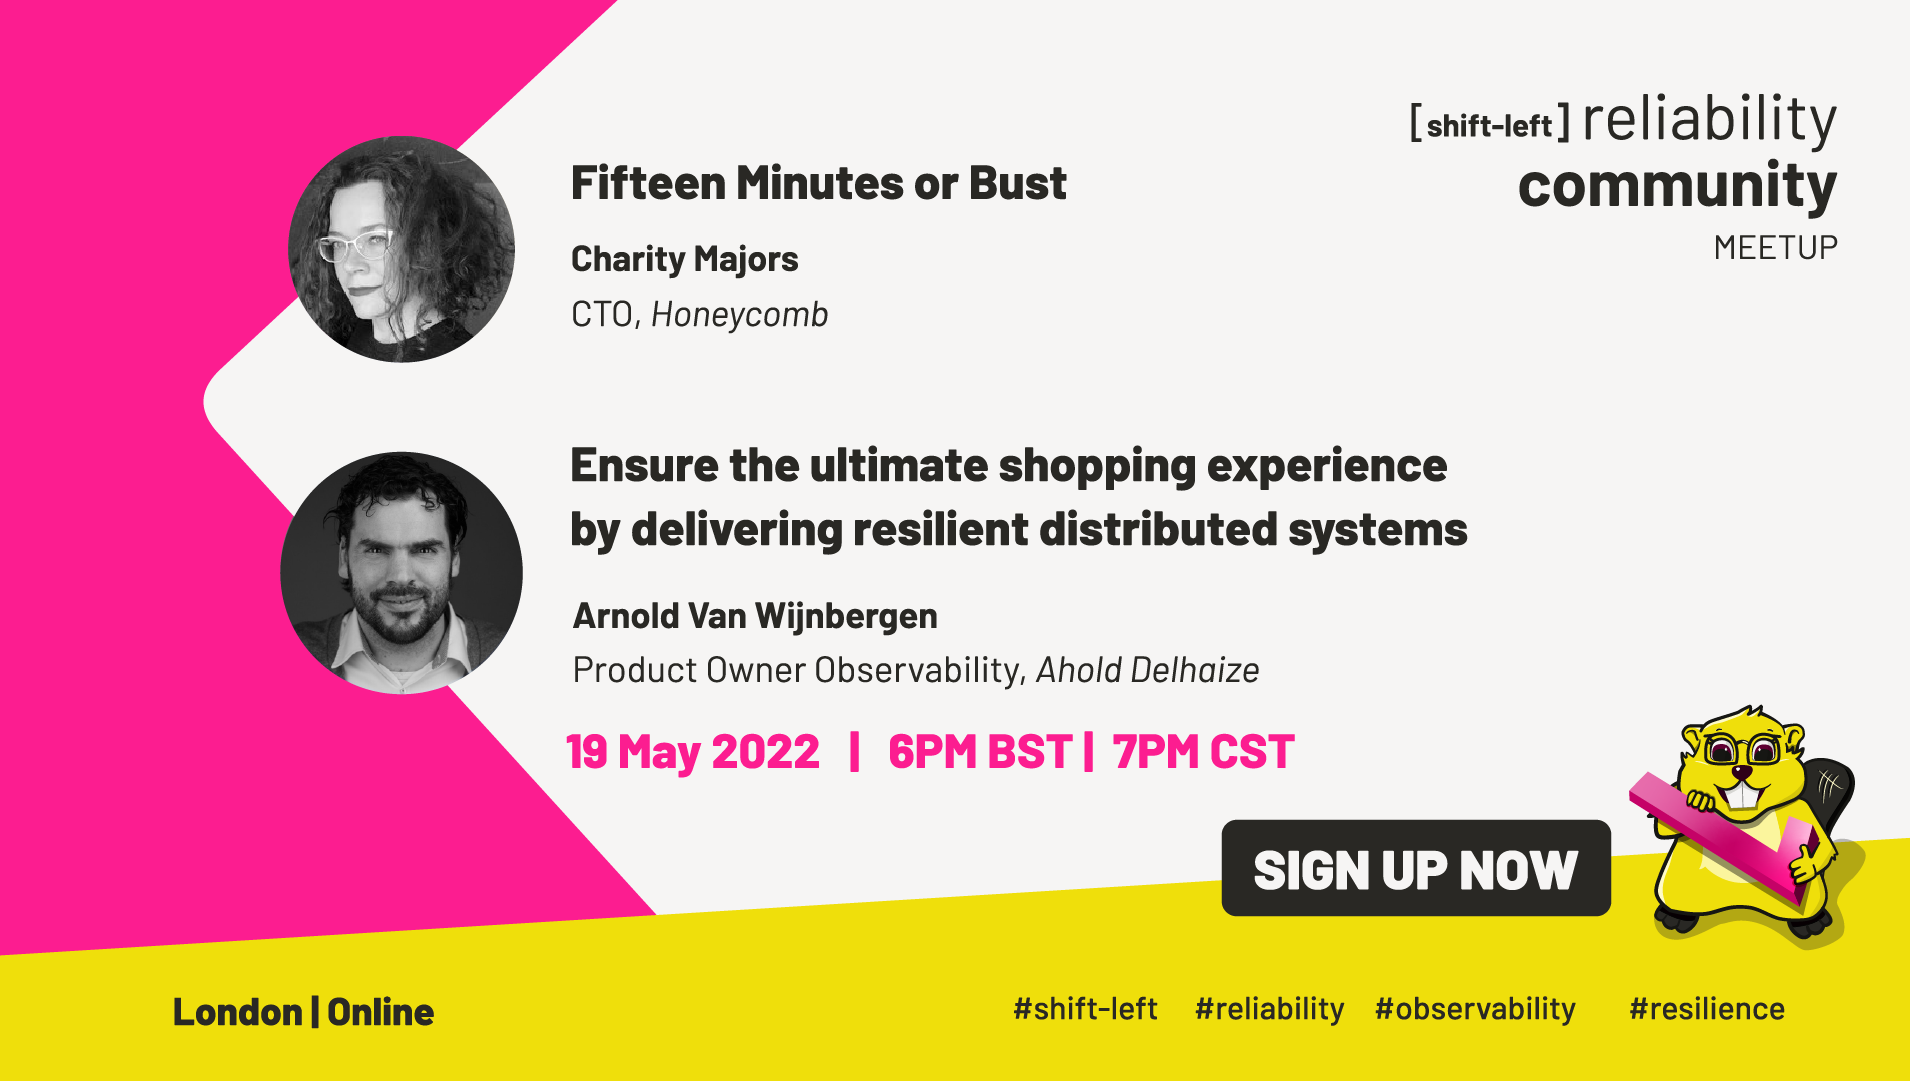 [shift-left] reliability
community
MEETUP
Fifteen Minutes or Bust
Charity Majors
CTO, Honeycomb
Ensure the ultimate shopping experience
by delivering resilient distributed systems
Arnold Van Wijnbergen
Product Owner Observability, Ahold Delhaize
19 May 2022 | 6PM BST | 7PM CST
SIGN UP NOW
London | Online
#shift-left #reliability #observability #resilience